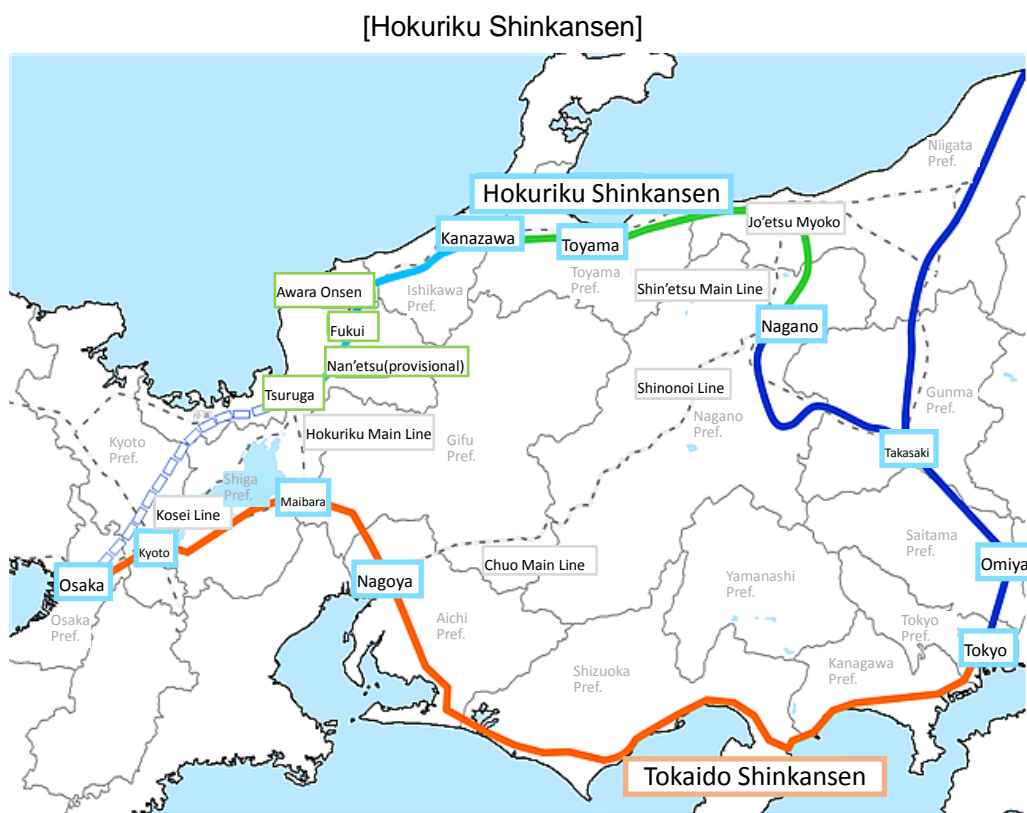 [Hokuriku Shinkansen]
Niigata
Pref.
Hokuriku Shinkansen
Jo'etsu Myoko
Kanazawa
Toyama
Toyama
Pref.
Ishikawa
Pref.
Shin'etsu Main Line
Awara Onsen
Nagano
Fukui
Nan'etsu(provisional)
Tsuruga
Shinonoi Line
Nagano
Pref.
Gunma
Pref.
Hokuriku Main Line
Kyoto
Pref.
Gifu
Pref.
Takasaki
Shiga
Pref.
Maibara
Kosei Line
Saitama
Pref.
Kyoto
Chuo Main Line
Omiya
Osaka
Nagoya
Yamanashi
Pref.
Osaka
Pref.
Aichi
Pref.
Tokyo
Pref.
Tokyo
Shizuoka
Pref.
Kanagawa
Pref.
Tokaido Shinkansen